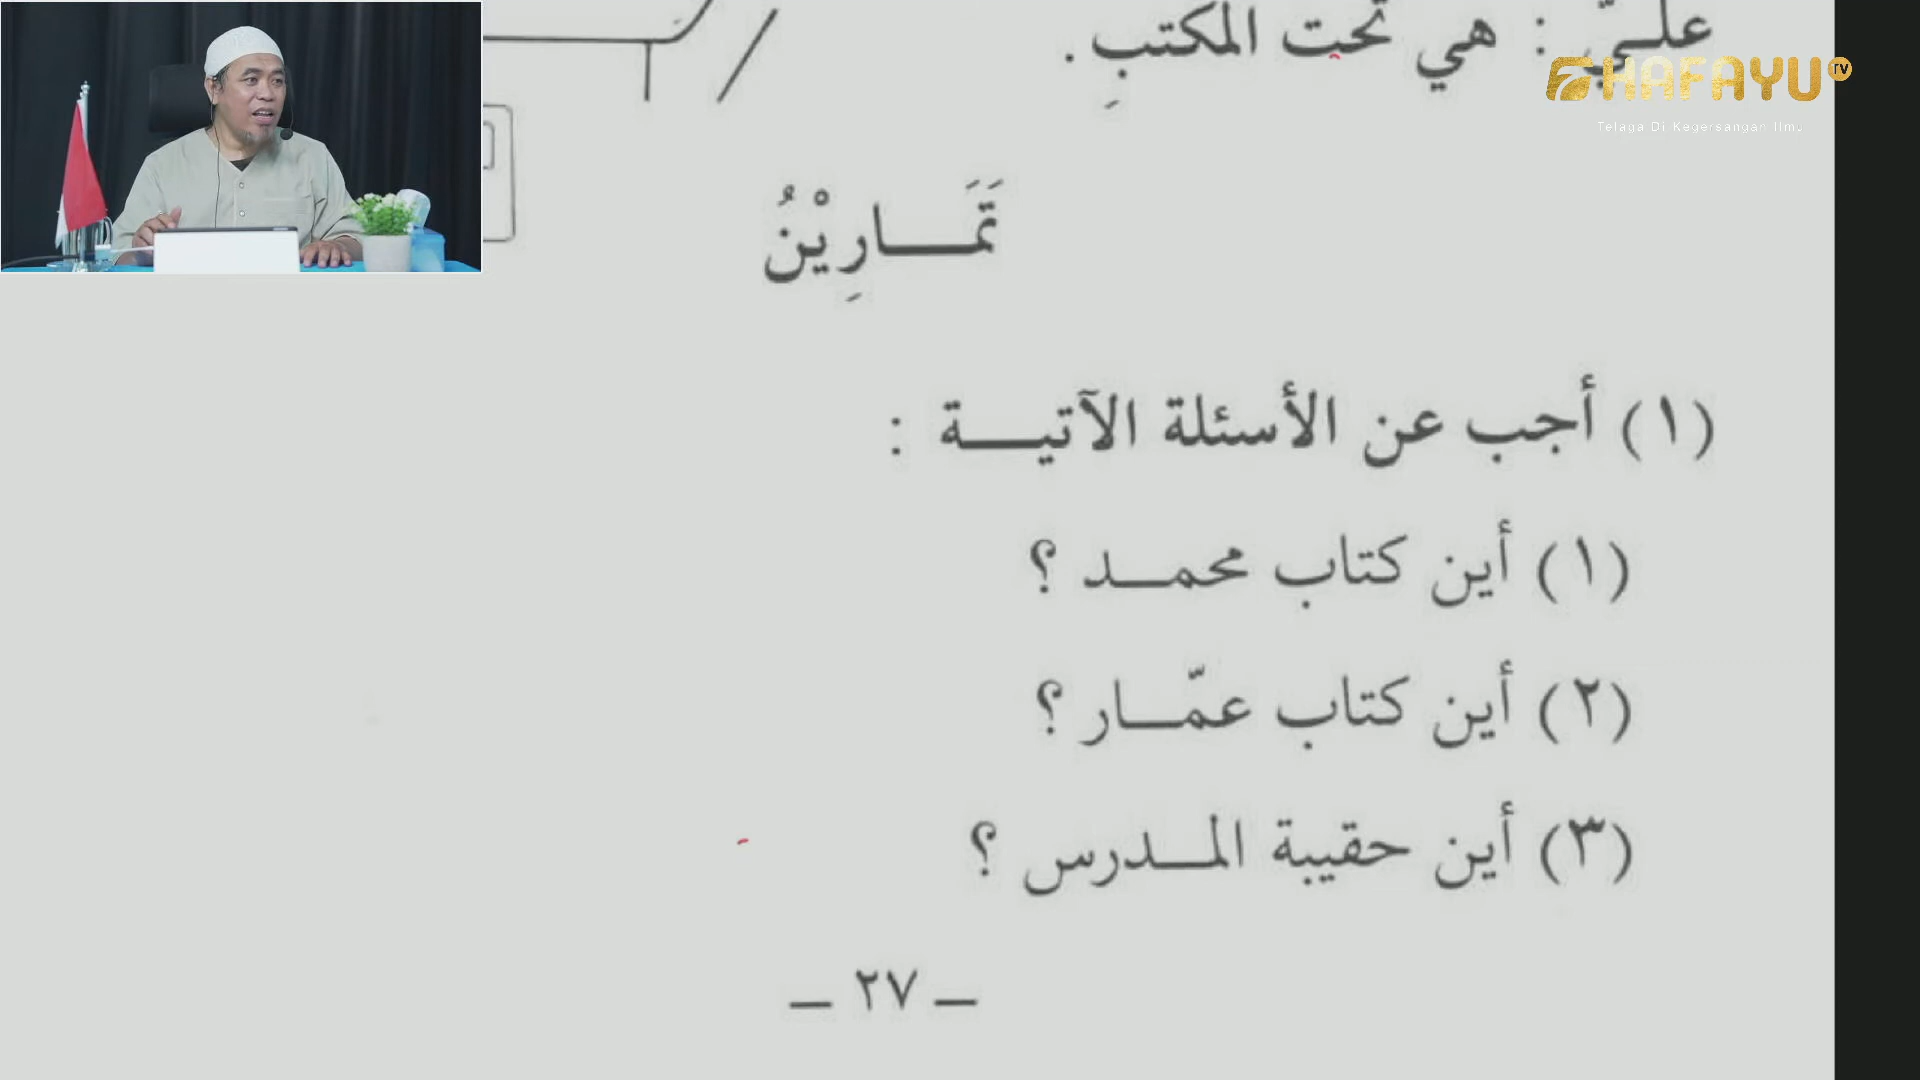 عليّ : هي تحت المكتبِ .
GHAFAYU TV
Telaga Di Kegersangan Ilmu
تَمَارِيْنُ
(١) أجب عن الأسئلة الآتية :
(١) أين كتاب محمد ؟
(٢) أين كتاب عمّار ؟
(٣) أين حقيبة المدرس ؟
– ٢٧ –